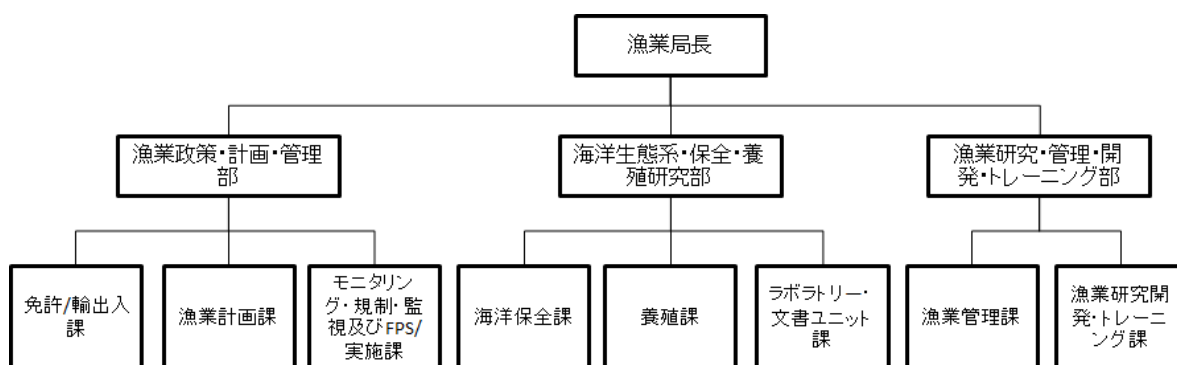 漁業局長
漁業政策・計画・管理
部
海洋生態系・保全・養
殖研究部
漁業研究・管理・開
発・トレーニング部
免許/輸出入
課
漁業計画課
モニタリン
グ・規制・監
視及びFPS/
実施課
海洋保全課
養殖課
ラボラトリー・
文書ユニット
課
漁業管理課
漁業研究開
発・トレーニ
ング課